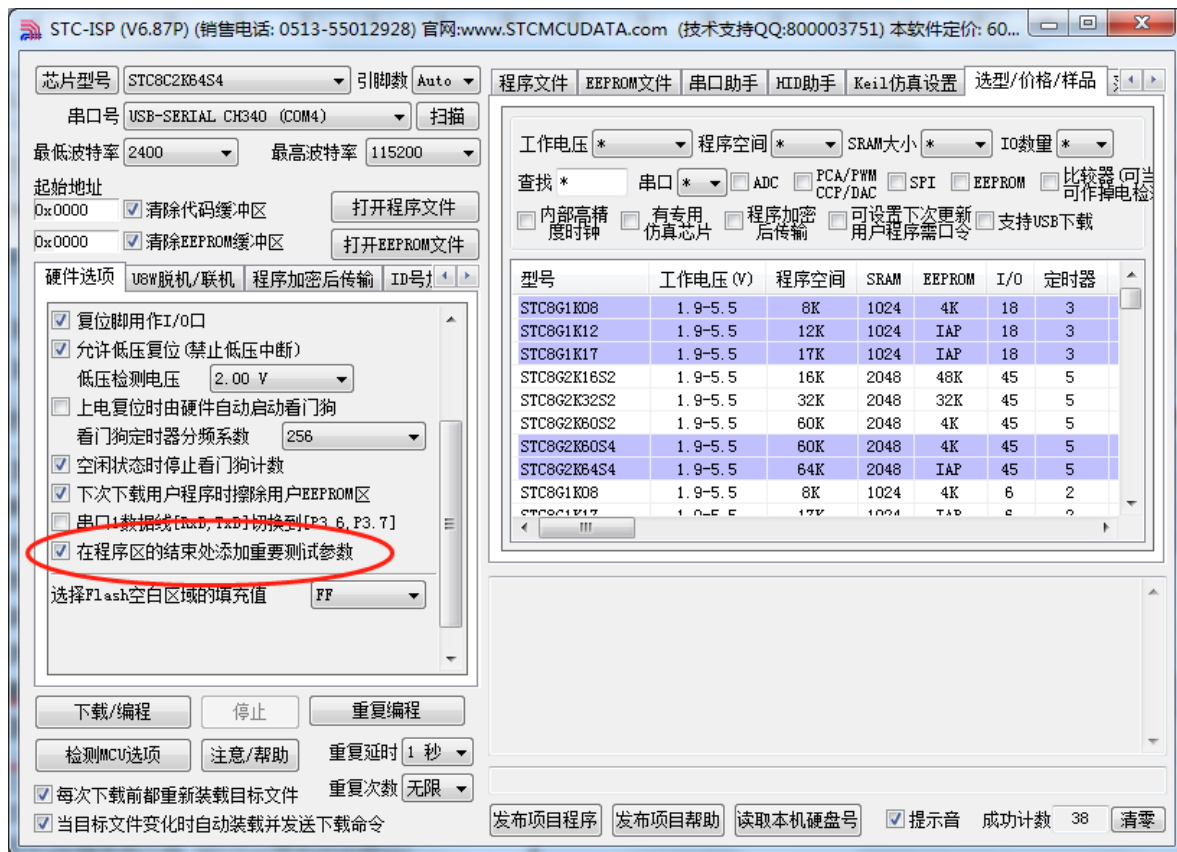 STC-ISP (V6.87P) (销售电话: 0513-55012928) 官网:www.STCMCUDATA.com (技术支持QQ:800003751) 本软件定价: 60...
芯片型号 STC8C2K64S4 引脚数 Auto
串口号 USB-SERIAL CH340 (COM4) 扫描
最低波特率 2400 最高波特率 115200
起始地址
0x0000 清除代码缓冲区 打开程序文件
0x0000 清除EEPROM缓冲区 打开EEPROM文件
硬件选项 U8W脱机/联机 程序加密后传输 ID号
复位脚用作I/O口
允许低压复位(禁止低压中断)
低压检测电压 2.00 V
上电复位时由硬件自动启动看门狗
看门狗定时器分频系数 256
空闲状态时停止看门狗计数
下次下载用户程序时擦除用户EEPROM区
串口1数据线[RxD,TxD]切换到[P3.6,P3.7]
在程序区的结束处添加重要测试参数
选择Flash空白区域的填充值 FF
下载/编程 停止 重复编程
检测MCU选项 注意/帮助 重复延时 1 秒
每次下载前都重新装载目标文件 重复次数 无限
当目标文件变化时自动装载并发送下载命令
程序文件 EEPROM文件 串口助手 HID助手 Keil仿真设置 选型/价格/样品
工作电压 * 程序空间 * SRAM大小 * IO数量 *
查找 * 串口 * ADC PCA/PWM CCP/DAC SPI EEPROM 比较器(可当 可作掉电检
内部高精度时钟 有专用仿真芯片 程序加密后传输 可设置下次更新用户程序需口令 支持USB下载
型号 工作电压(V) 程序空间 SRAM EEPROM I/O 定时器
STC8G1K08 1.9-5.5 8K 1024 4K 18 3
STC8G1K12 1.9-5.5 12K 1024 IAP 18 3
STC8G1K17 1.9-5.5 17K 1024 IAP 18 3
STC8G2K16S2 1.9-5.5 16K 2048 48K 45 5
STC8G2K32S2 1.9-5.5 32K 2048 32K 45 5
STC8G2K60S2 1.9-5.5 60K 2048 4K 45 5
STC8G2K60S4 1.9-5.5 60K 2048 4K 45 5
STC8G2K64S4 1.9-5.5 64K 2048 IAP 45 5
STC8G1K08 1.9-5.5 8K 1024 4K 6 2
STC8G1K17 1.9-5.5 17K 1024 IAP 6 2
发布项目程序 发布项目帮助 读取本机硬盘号 提示音 成功计数 38 清零